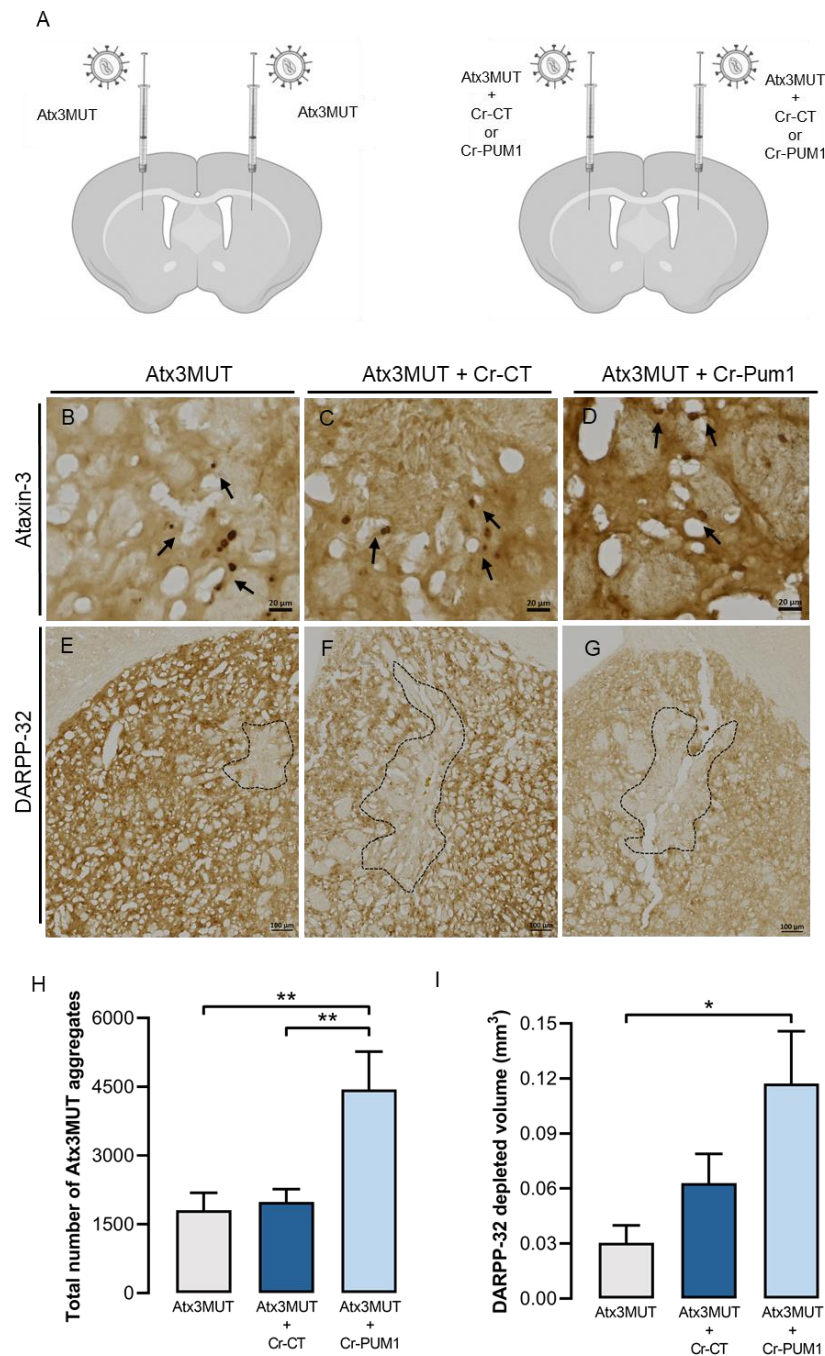 A
Atx3MUT
Atx3MUT
Atx3MUT
+
Cr-CT
or
Cr-PUM1
Atx3MUT
+
Cr-CT
or
Cr-PUM1
Atx3MUT
Atx3MUT + Cr-CT
Atx3MUT + Cr-Pum1
Ataxin-3
B
20 µm
C
20 µm
D
20 µm
DARPP-32
E
100 µm
F
100 µm
G
100 µm
H
Total number of Atx3MUT aggregates
6000
4500
3000
1500
0
**
**
Atx3MUT
Atx3MUT
+
Cr-CT
Atx3MUT
+
Cr-PUM1
I
DARPP-32 depleted volume (mm³)
0.15
0.12
0.09
0.06
0.03
0.00
*
Atx3MUT
Atx3MUT
+
Cr-CT
Atx3MUT
+
Cr-PUM1